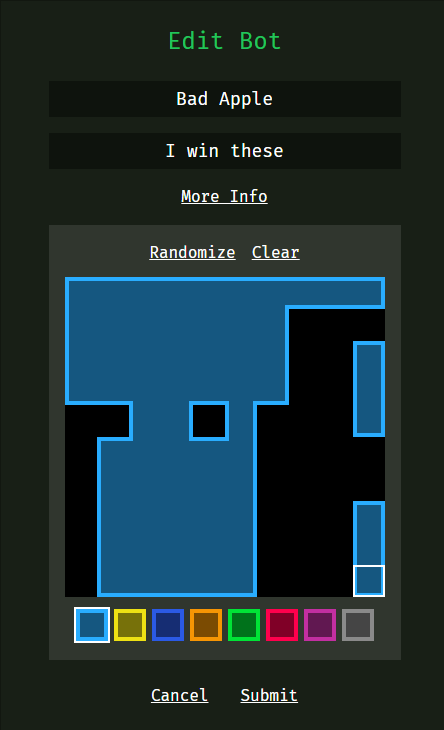 Edit Bot
Bad Apple
I win these
More Info
Randomize Clear
Cancel Submit